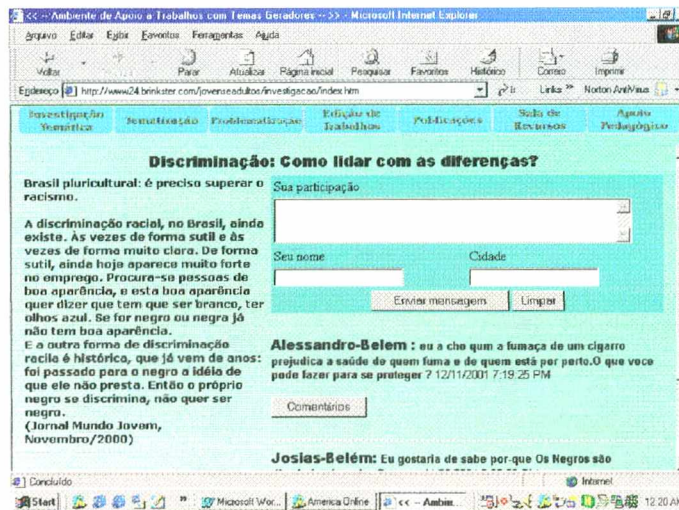 << -- Ambiente de Apoio a Trabalhos com Temas Geradores -- >> - Microsoft Internet Explorer
Arquivo Editar Exibir Favoritos Ferramentas Ajuda
Voltar Parar Atualizar Página inicial Pesquisar Favoritos Histórico Correio Imprimir
Endereço http://www24.brinkster.com/jovenseadultos/investigacao/index.htm Ir Links >> Norton AntiVirus
Investigação Temática Tematização Problematização Edição de Trabalhos Publicações Sala de Recursos Apoio Pedagógico
Discriminação: Como lidar com as diferenças?
Brasil pluricultural: é preciso superar o
racismo.
A discriminação racial, no Brasil, ainda
existe. Às vezes de forma sutil e às
vezes de forma muito clara. De forma
sutil, ainda hoje aparece muito forte
no emprego. Procura-se pessoas de
boa aparência, e esta boa aparência
quer dizer que tem que ser branco, ter
olhos azul. Se for negro ou negra já
não tem boa aparência.
E a outra forma de discriminação
racila é histórico, que já vem de anos:
foi passado para o negro a idéia de
que ele não presta. Então o próprio
negro se discrimina, não quer ser
negro.
(Jornal Mundo Jovem,
Novembro/2000)
Sua participação
Seu nome Cidade
Enviar mensagem Limpar
Alessandro-Belem : eu a cho qum a fumaça de um cigarro
prejudica a saúde de quem fuma e de quem está por perto.O que voce
pode fazer para se proteger ? 12/11/2001 7:19:25 PM
Comentários
Josias-Belém: Eu gostaria de sabe por-que Os Negros são
Concluído Internet
Start Microsoft Wor... America Online << -- Ambie... 12:20 AM